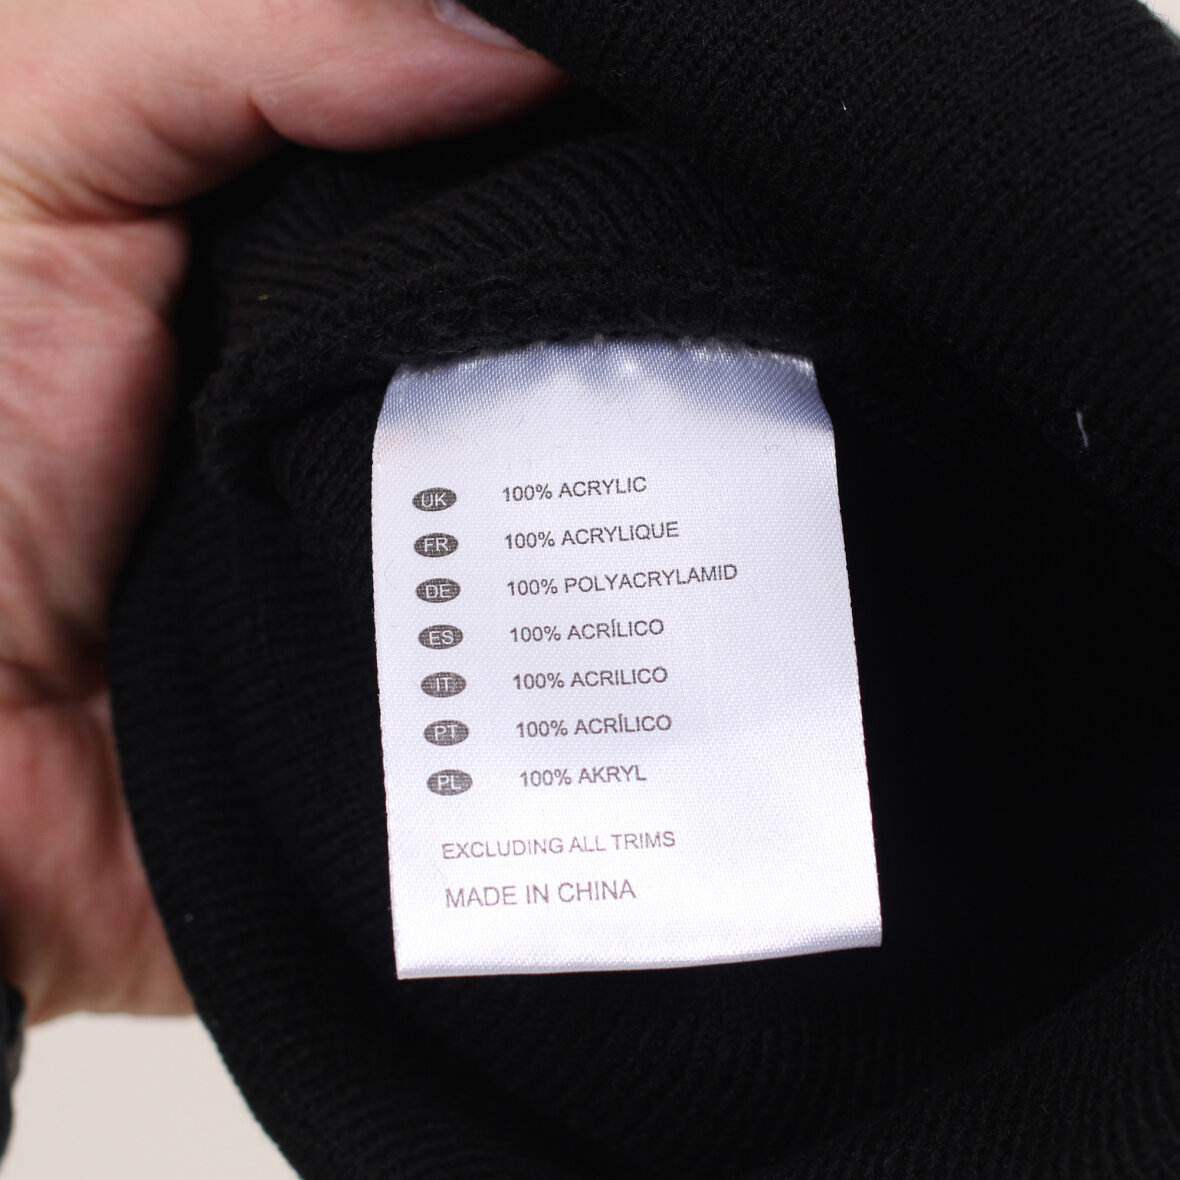 UK 100% ACRYLIC
FR 100% ACRYLIQUE
DE 100% POLYACRYLAMID
ES 100% ACRÍLICO
IT 100% ACRILICO
PT 100% ACRÍLICO
PL 100% AKRYL
EXCLUDING ALL TRIMS
MADE IN CHINA